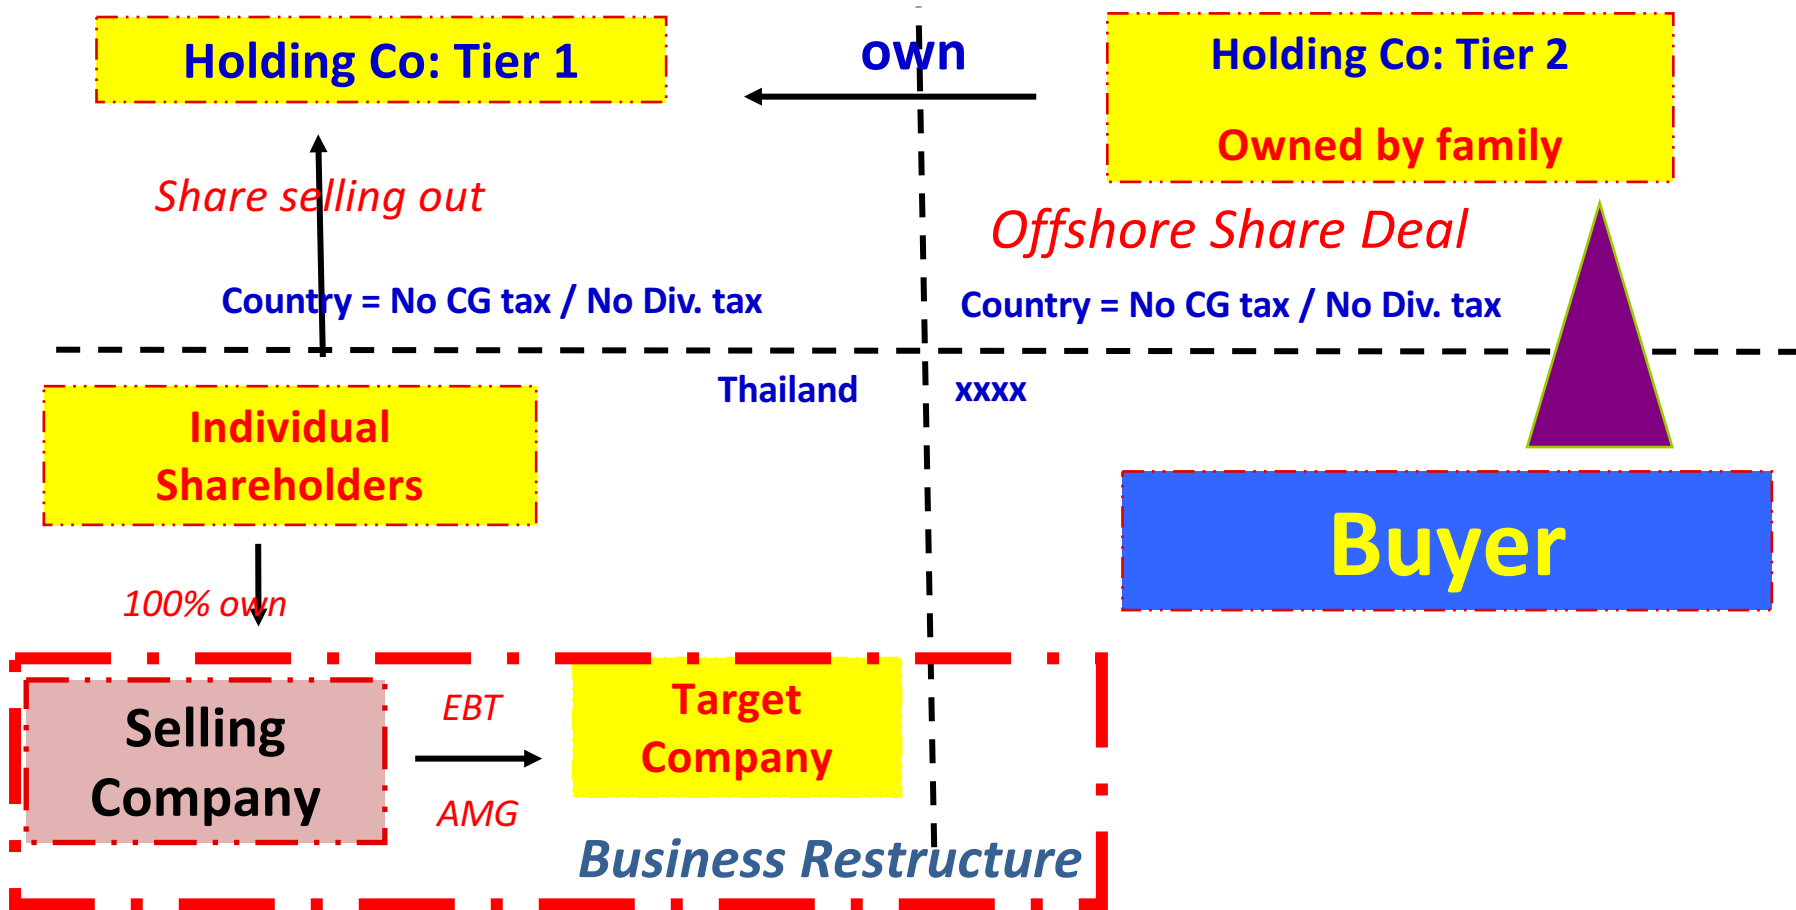 Holding Co: Tier 1
own
Holding Co: Tier 2
Owned by family
Share selling out
Offshore Share Deal
Country = No CG tax / No Div. tax
Country = No CG tax / No Div. tax
Thailand
xxxx
Individual
Shareholders
Buyer
100% own
Selling
Company
EBT
AMG
Target
Company
Business Restructure